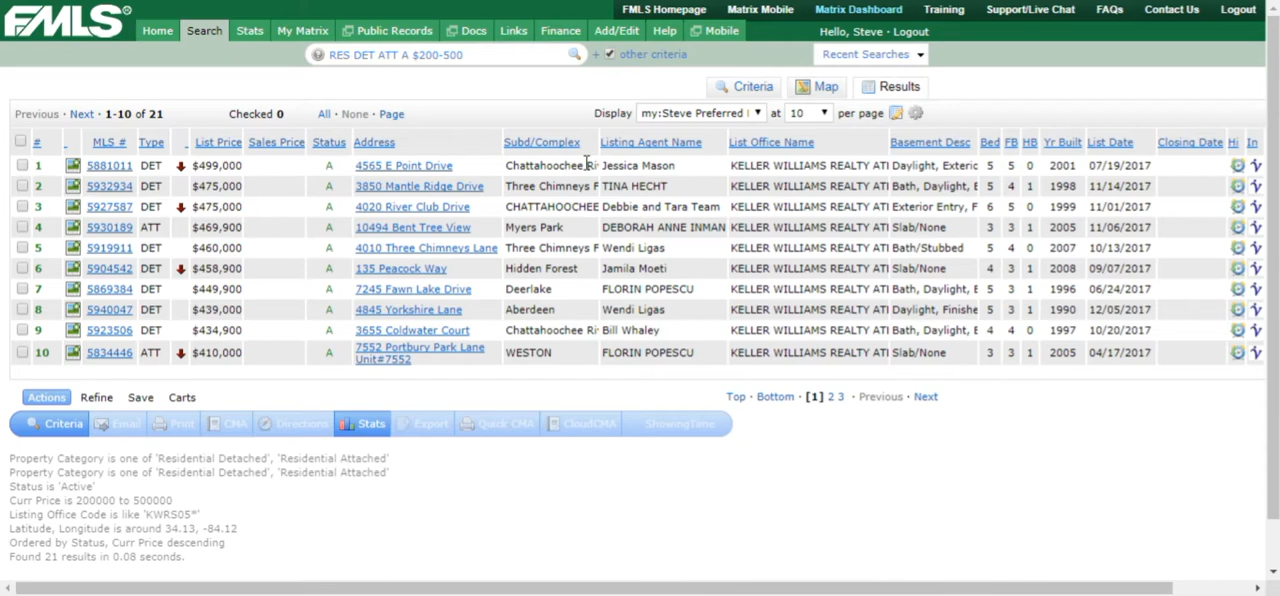 FMLS Homepage Matrix Mobile Matrix Dashboard Training Support/Live Chat FAQs Contact Us Logout
FMLS
Home Search Stats My Matrix Public Records Docs Links Finance Add/Edit Help Mobile Hello, Steve - Logout
RES DET ATT A $200-500 + other criteria Recent Searches
Criteria Map Results
Previous · Next · 1-10 of 21 Checked 0 All · None · Page Display my:Steve Preferred at 10 per page
# MLS # Type List Price Sales Price Status Address Subd/Complex Listing Agent Name List Office Name Basement Desc Bed FB HB Yr Built List Date Closing Date Hi In
1 5881011 DET $499,000 A 4565 E Point Drive Chattahoochee Ri Jessica Mason KELLER WILLIAMS REALTY ATI Daylight, Exteric 5 5 0 2001 07/19/2017
2 5932934 DET $475,000 A 3850 Mantle Ridge Drive Three Chimneys F TINA HECHT KELLER WILLIAMS REALTY ATI Bath, Daylight, E 5 4 1 1998 11/14/2017
3 5927587 DET $475,000 A 4020 River Club Drive CHATTAHOOCHEE Debbie and Tara Team KELLER WILLIAMS REALTY ATI Exterior Entry, F 6 5 0 1999 11/01/2017
4 5930189 ATT $469,900 A 10494 Bent Tree View Myers Park DEBORAH ANNE INMAN KELLER WILLIAMS REALTY ATI Slab/None 3 3 1 2005 11/06/2017
5 5919911 DET $460,000 A 4010 Three Chimneys Lane Three Chimneys F Wendi Ligas KELLER WILLIAMS REALTY ATI Bath/Stubbed 5 4 0 2007 10/13/2017
6 5904542 DET $458,900 A 135 Peacock Way Hidden Forest Jamila Moeti KELLER WILLIAMS REALTY ATI Slab/None 4 3 1 2008 09/07/2017
7 5869384 DET $449,900 A 7245 Fawn Lake Drive Deerlake FLORIN POPESCU KELLER WILLIAMS REALTY ATI Bath, Daylight, E 5 3 1 1996 06/24/2017
8 5940047 DET $439,000 A 4845 Yorkshire Lane Aberdeen Wendi Ligas KELLER WILLIAMS REALTY ATI Daylight, Finishe 5 3 1 1990 12/05/2017
9 5923506 DET $434,900 A 3655 Coldwater Court Chattahoochee Ri Bill Whaley KELLER WILLIAMS REALTY ATI Bath, Daylight, E 4 4 0 1997 10/20/2017
10 5834446 ATT $410,000 A 7552 Portbury Park Lane Unit#7552 WESTON FLORIN POPESCU KELLER WILLIAMS REALTY ATI Slab/None 3 3 1 2005 04/17/2017
Actions Refine Save Carts Top · Bottom · [1] 2 3 · Previous · Next
Criteria Email Print CMA Directions Stats Export Quick CMA CloudCMA ShowingTime
Property Category is one of 'Residential Detached', 'Residential Attached'
Property Category is one of 'Residential Detached', 'Residential Attached'
Status is 'Active'
Curr Price is 200000 to 500000
Listing Office Code is like 'KWRS05*'
Latitude, Longitude is around 34.13, -84.12
Ordered by Status, Curr Price descending
Found 21 results in 0.08 seconds.